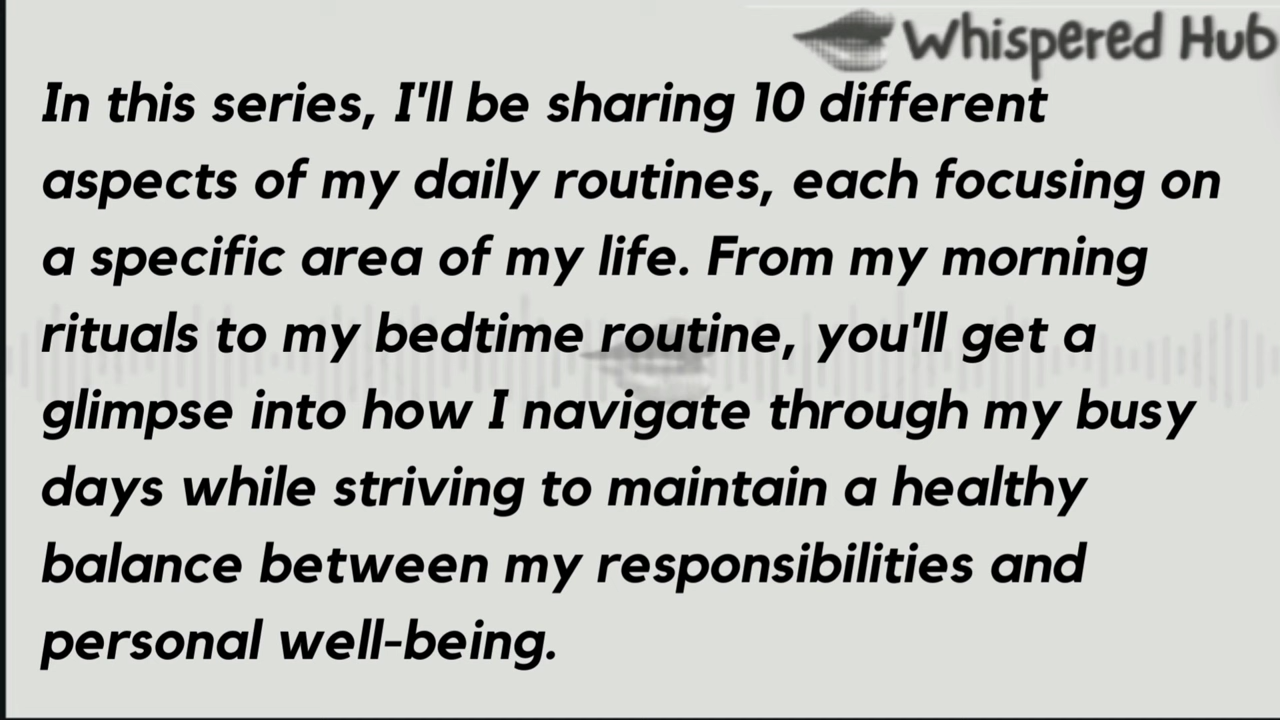 Whispered Hub
In this series, I'll be sharing 10 different
aspects of my daily routines, each focusing on
a specific area of my life. From my morning
rituals to my bedtime routine, you'll get a
glimpse into how I navigate through my busy
days while striving to maintain a healthy
balance between my responsibilities and
personal well-being.